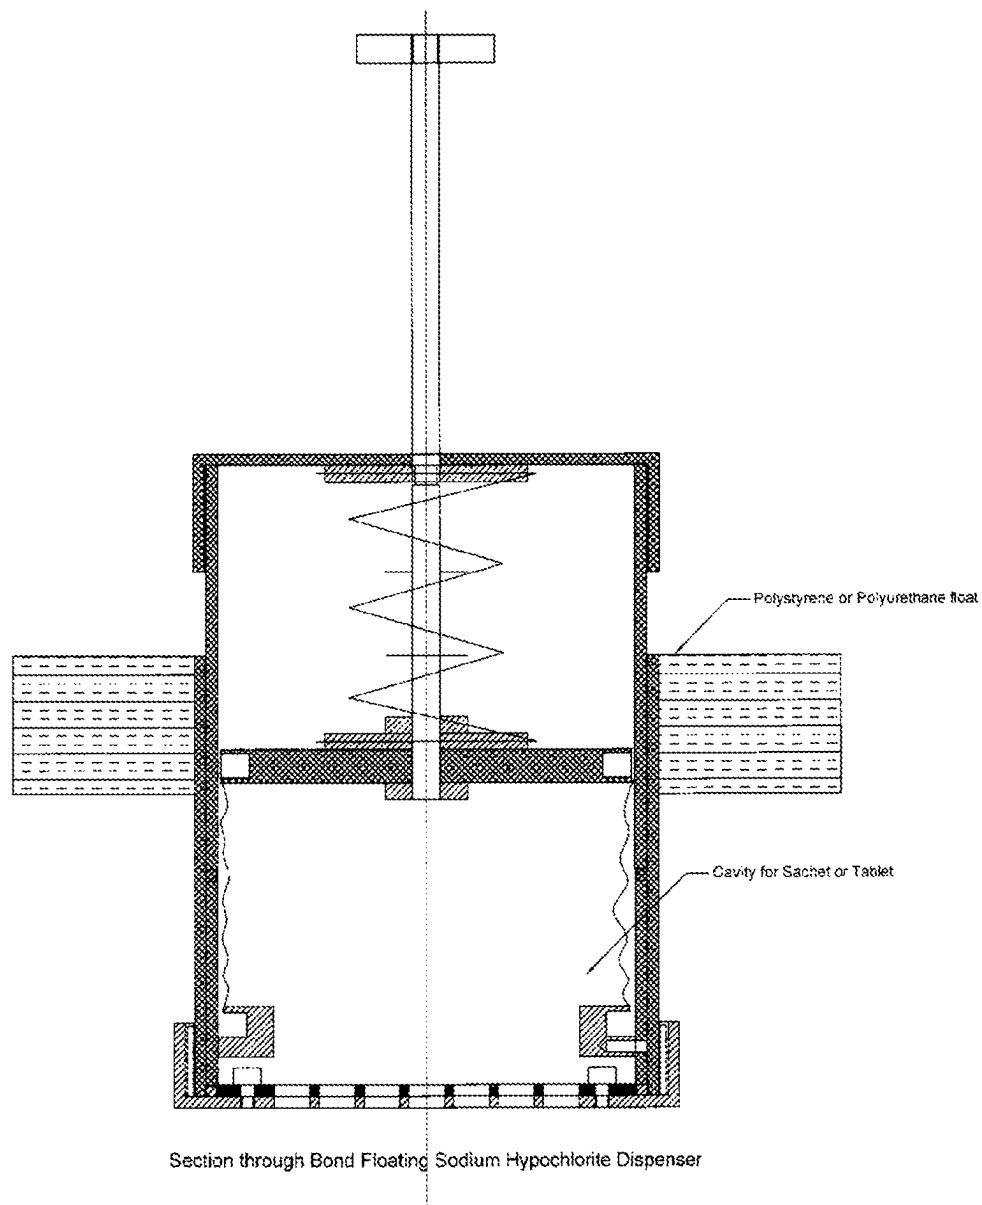 Polystyrene or Polyurethane float
Cavity for Sachet or Tablet
Section through Bond Floating Sodium Hypochlorite Dispenser